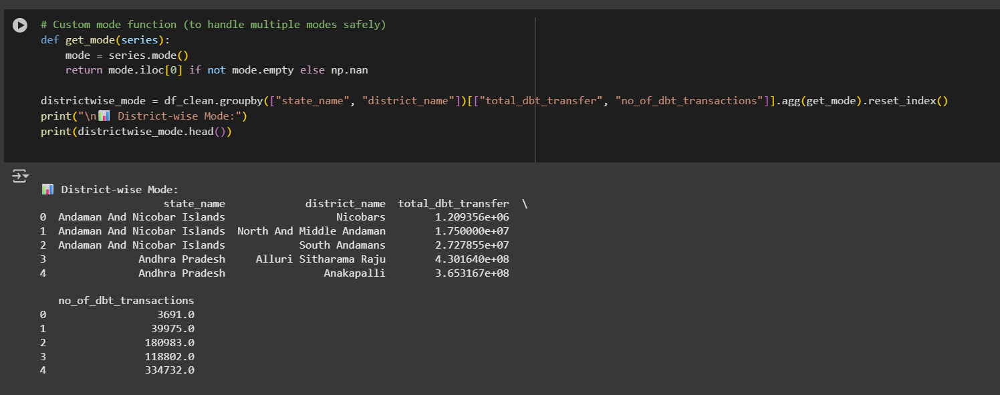 # Custom mode function (to handle multiple modes safely)
def get_mode(series):
    mode = series.mode()
    return mode.iloc[0] if not mode.empty else np.nan

districtwise_mode = df_clean.groupby(["state_name", "district_name"])[["total_dbt_transfer", "no_of_dbt_transactions"]].agg(get_mode).reset_index()
print("\n📊 District-wise Mode:")
print(districtwise_mode.head())

📊 District-wise Mode:
                    state_name             district_name  total_dbt_transfer  \
0  Andaman And Nicobar Islands                  Nicobars        1.209356e+06
1  Andaman And Nicobar Islands  North And Middle Andaman        1.750000e+07
2  Andaman And Nicobar Islands            South Andamans        2.727855e+07
3               Andhra Pradesh     Alluri Sitharama Raju        4.301640e+08
4               Andhra Pradesh                Anakapalli        3.653167e+08

   no_of_dbt_transactions
0                  3691.0
1                 39975.0
2                180983.0
3                118802.0
4                334732.0